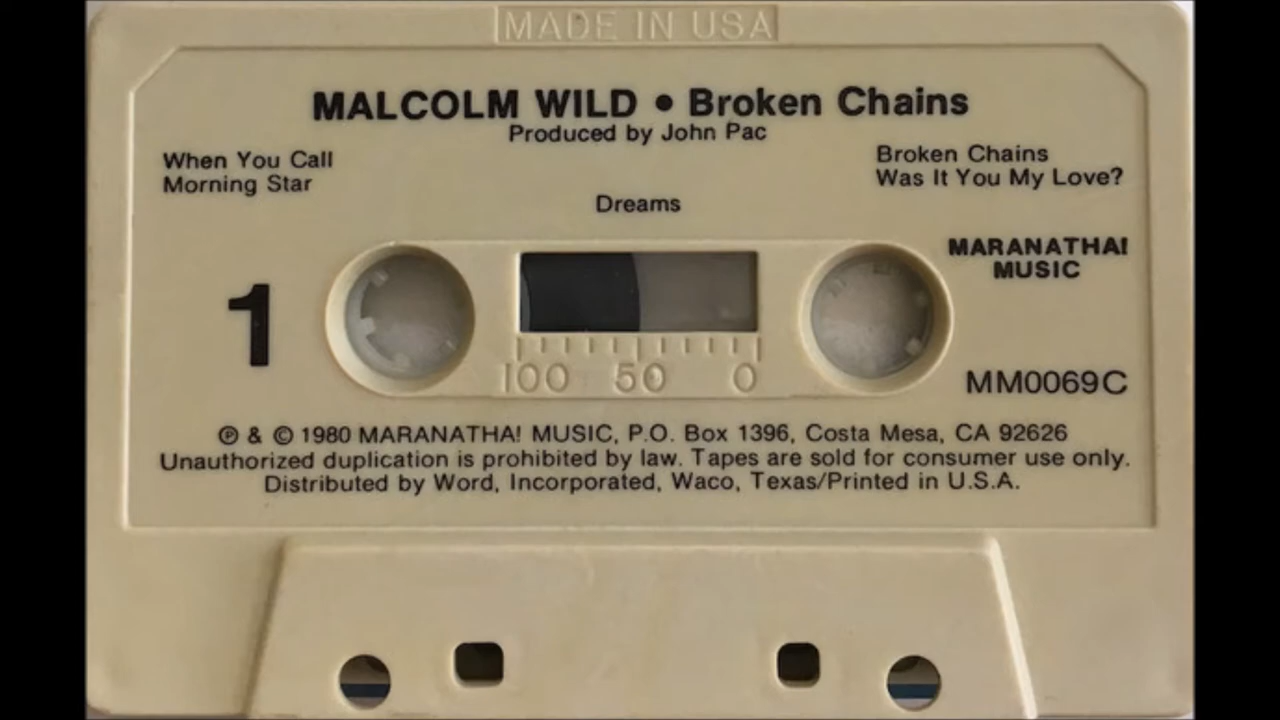 MADE IN USA
MALCOLM WILD • Broken Chains
Produced by John Pac
When You Call
Morning Star
Dreams
Broken Chains
Was It You My Love?
MARANATHA!
MUSIC
1
100 50 0
MM0069C
℗ & © 1980 MARANATHA! MUSIC, P.O. Box 1396, Costa Mesa, CA 92626
Unauthorized duplication is prohibited by law. Tapes are sold for consumer use only.
Distributed by Word, Incorporated, Waco, Texas/Printed in U.S.A.